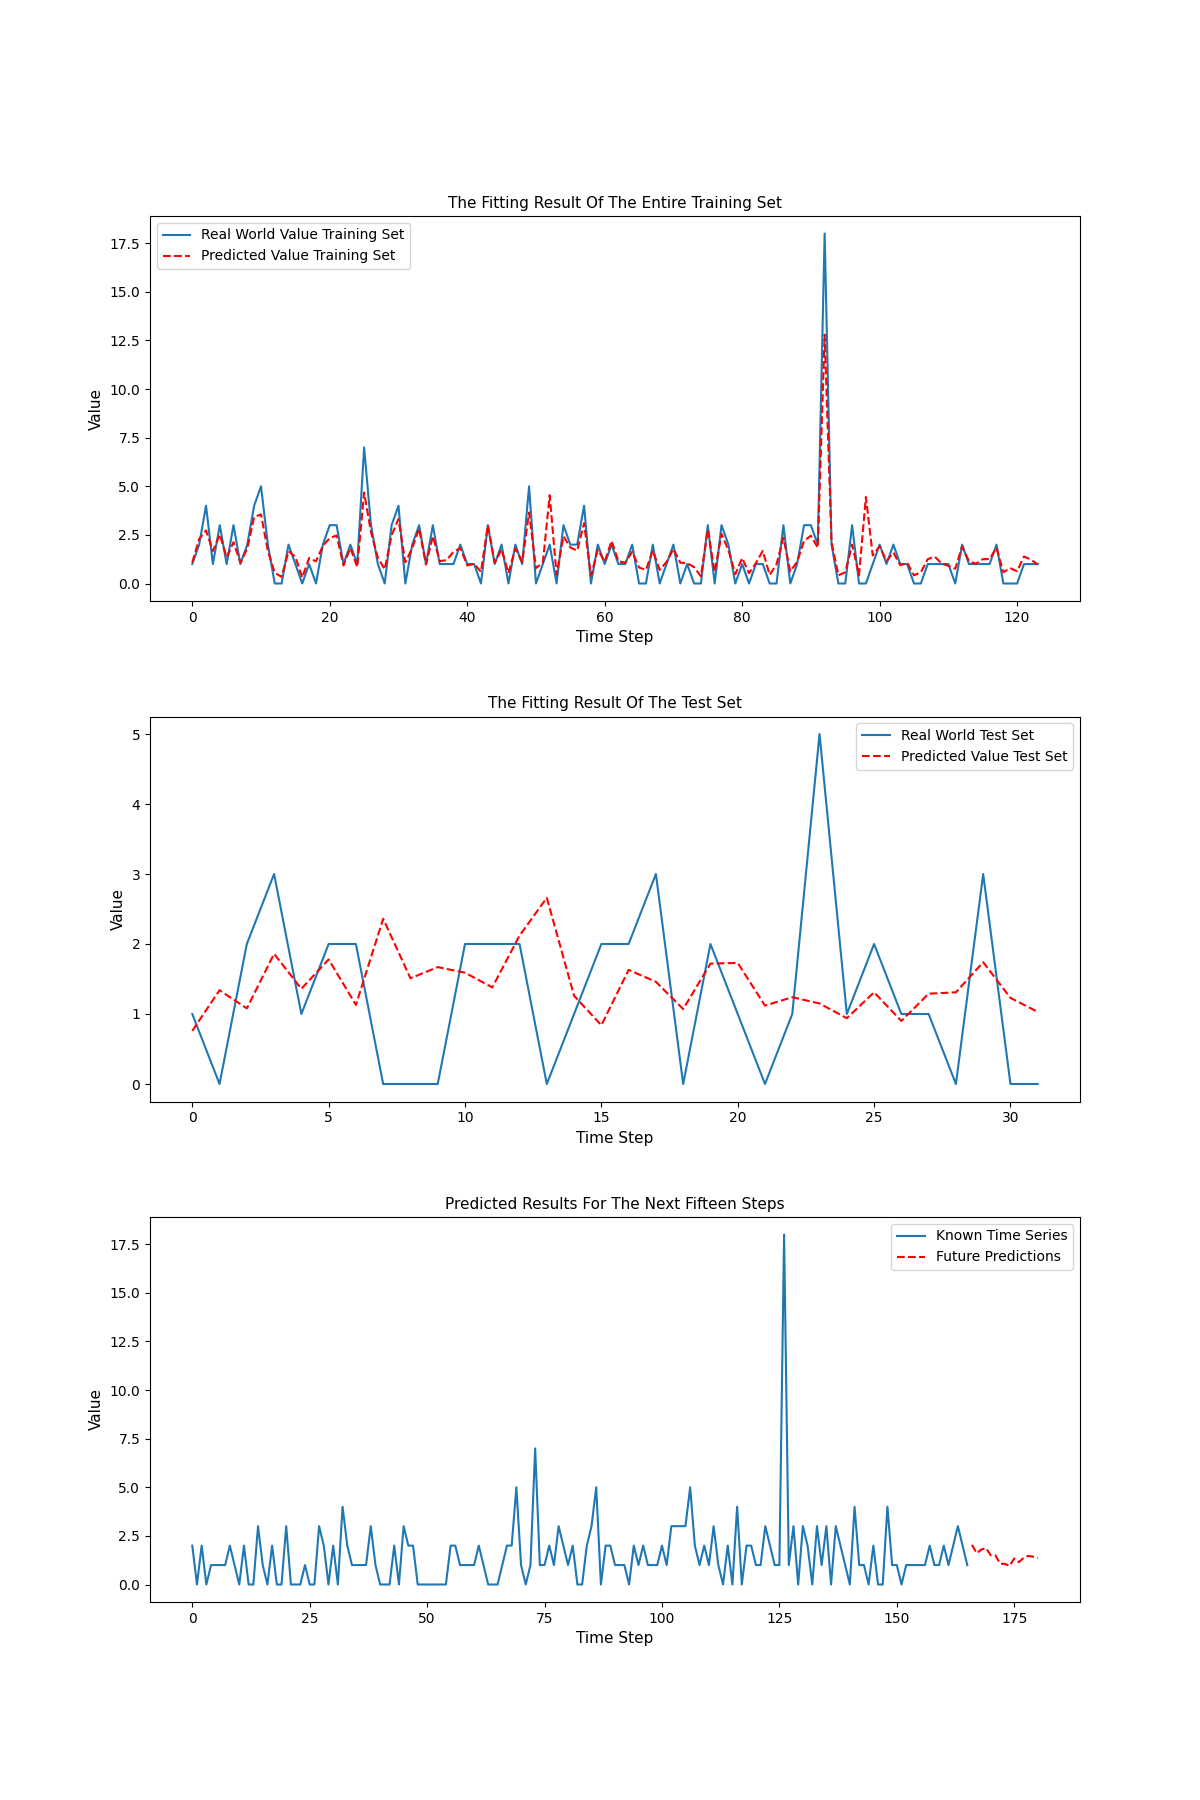 The Fitting Result Of The Entire Training Set
Real World Value Training Set
Predicted Value Training Set
17.5
15.0
12.5
10.0
7.5
5.0
2.5
0.0
Value
0 20 40 60 80 100 120
Time Step
The Fitting Result Of The Test Set
Real World Test Set
Predicted Value Test Set
5
4
3
2
1
0
Value
0 5 10 15 20 25 30
Time Step
Predicted Results For The Next Fifteen Steps
Known Time Series
Future Predictions
17.5
15.0
12.5
10.0
7.5
5.0
2.5
0.0
Value
0 25 50 75 100 125 150 175
Time Step